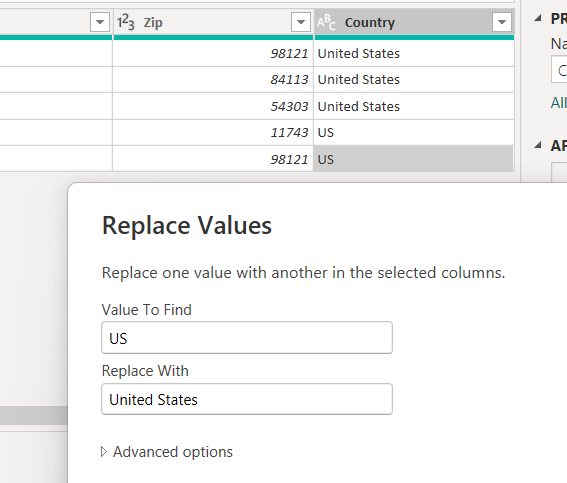 1²3 Zip ABC Country
98121 United States
84113 United States
54303 United States
11743 US
98121 US
PR
Na
C
All
AP
Replace Values
Replace one value with another in the selected columns.
Value To Find
US
Replace With
United States
Advanced options